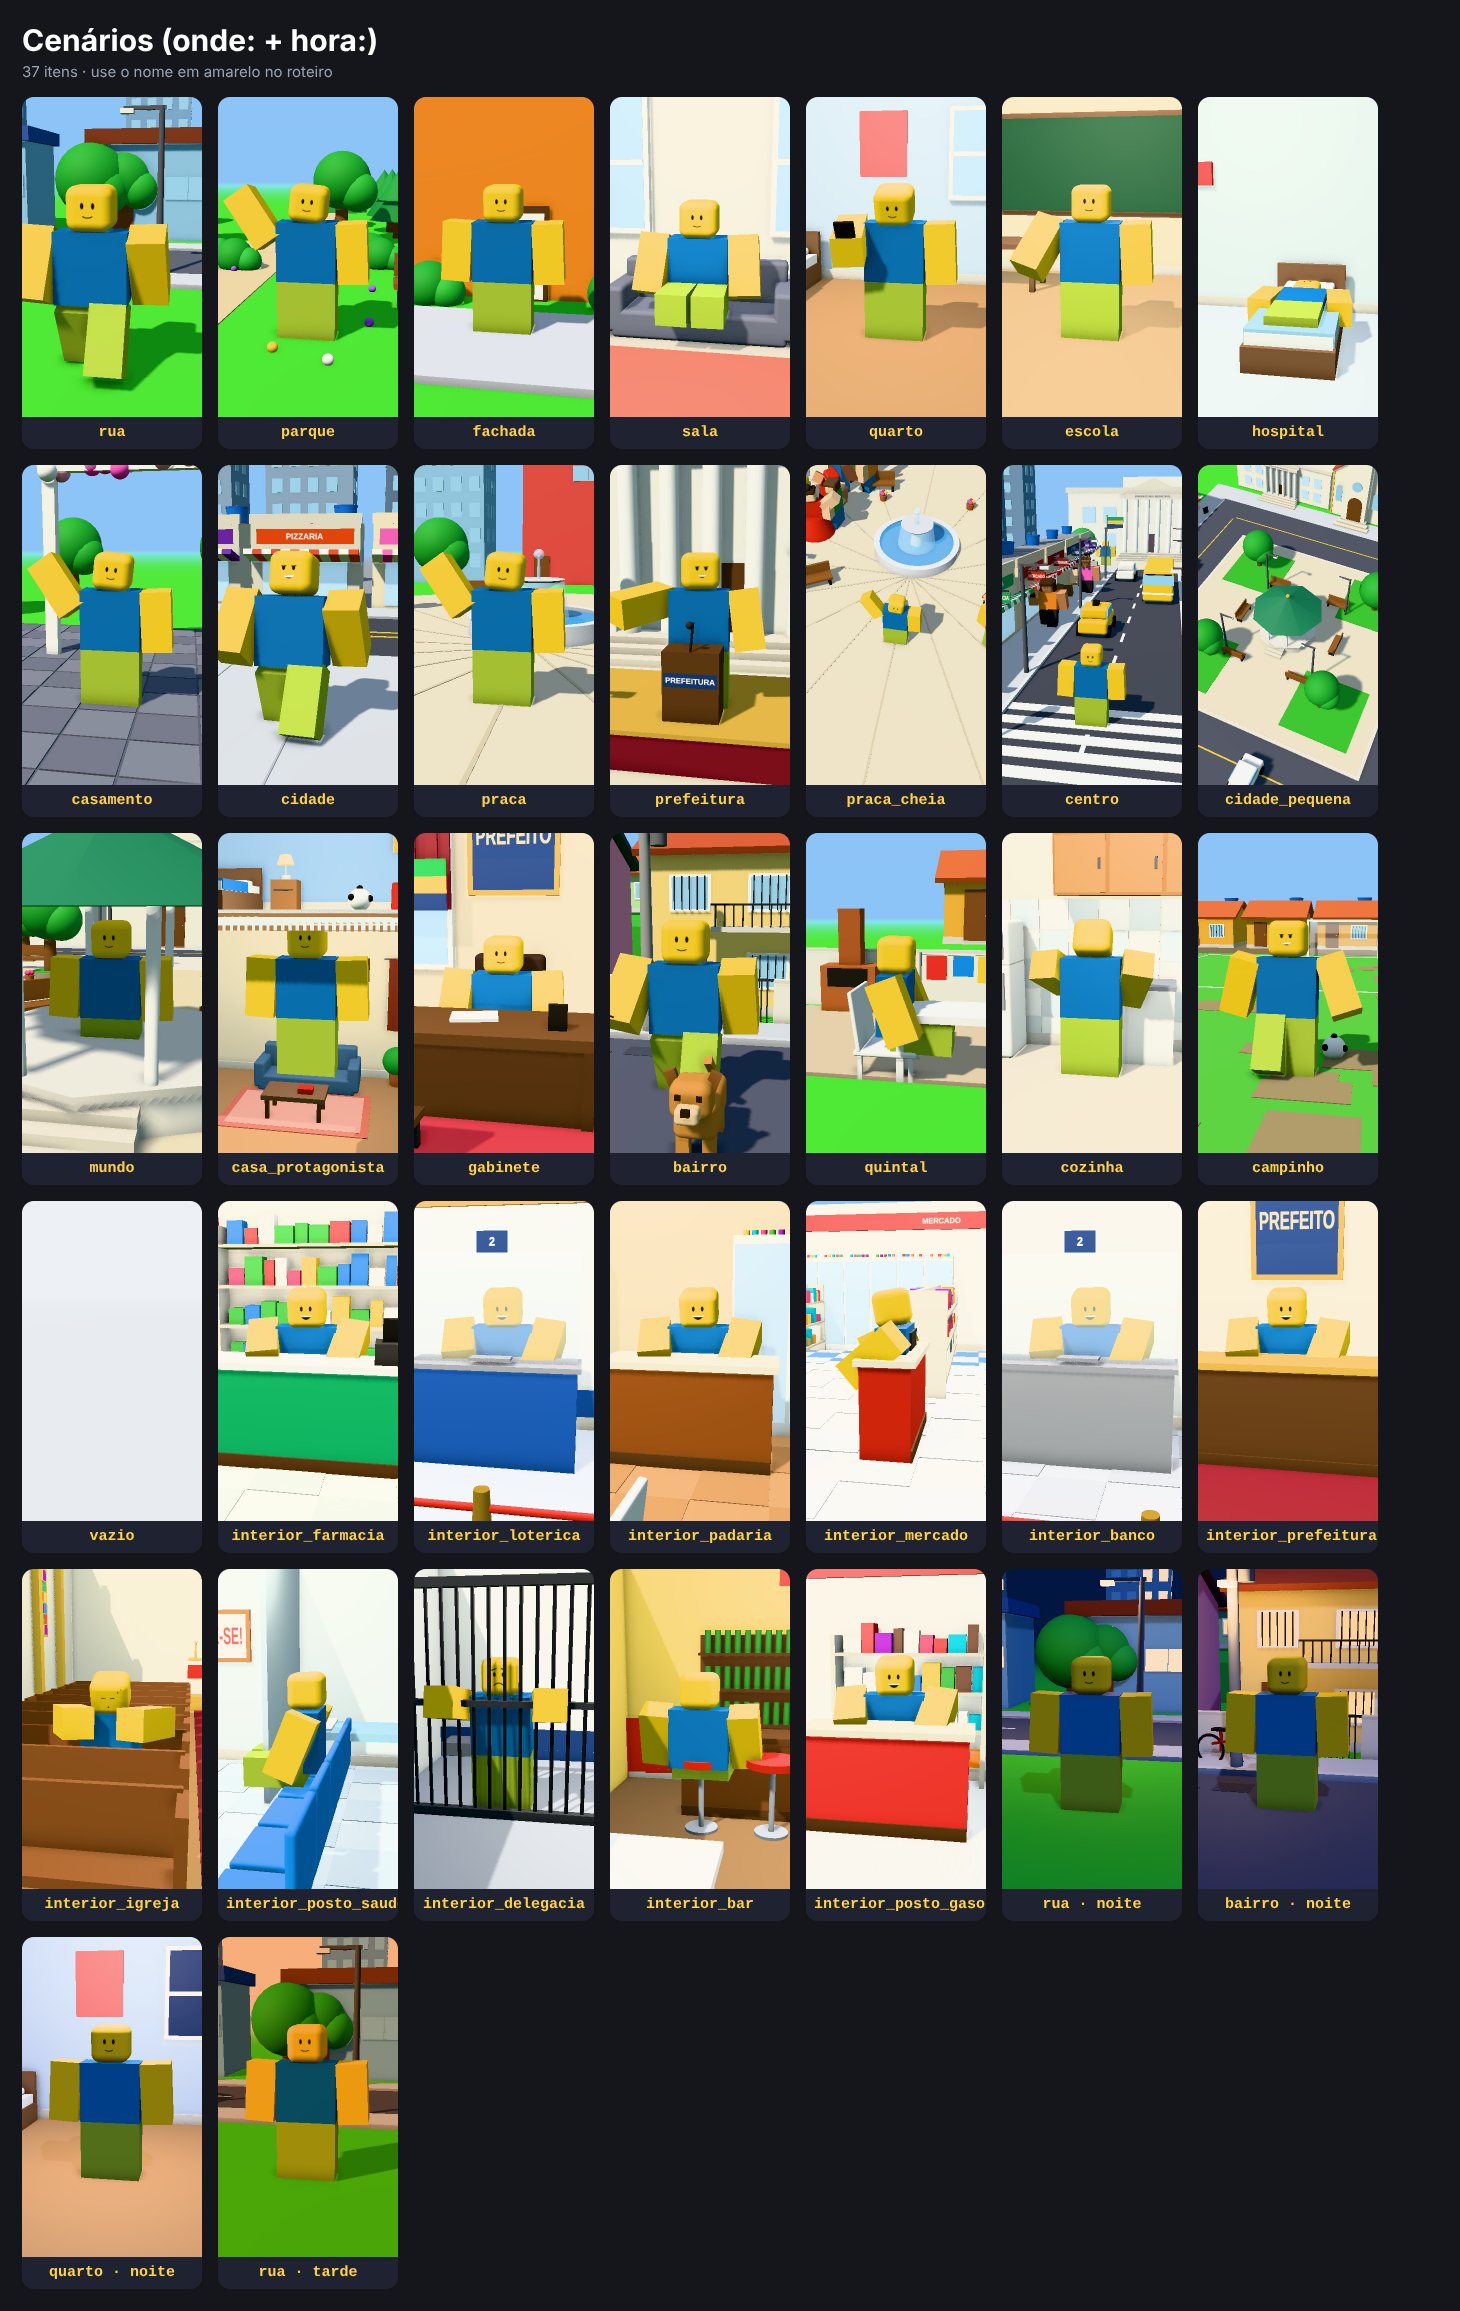 Cenários (onde: + hora:)
37 itens · use o nome em amarelo no roteiro
rua
parque
fachada
sala
quarto
escola
hospital
PIZZARIA
PREFEITURA
casamento
cidade
praca
prefeitura
praca_cheia
centro
cidade_pequena
PREFEITO
mundo
casa_protagonista
gabinete
bairro
quintal
cozinha
campinho
2
MERCADO
2
PREFEITO
vazio
interior_farmacia
interior_loterica
interior_padaria
interior_mercado
interior_banco
interior_prefeitura
-SE!
interior_igreja
interior_posto_saud
interior_delegacia
interior_bar
interior_posto_gaso
rua · noite
bairro · noite
quarto · noite
rua · tarde